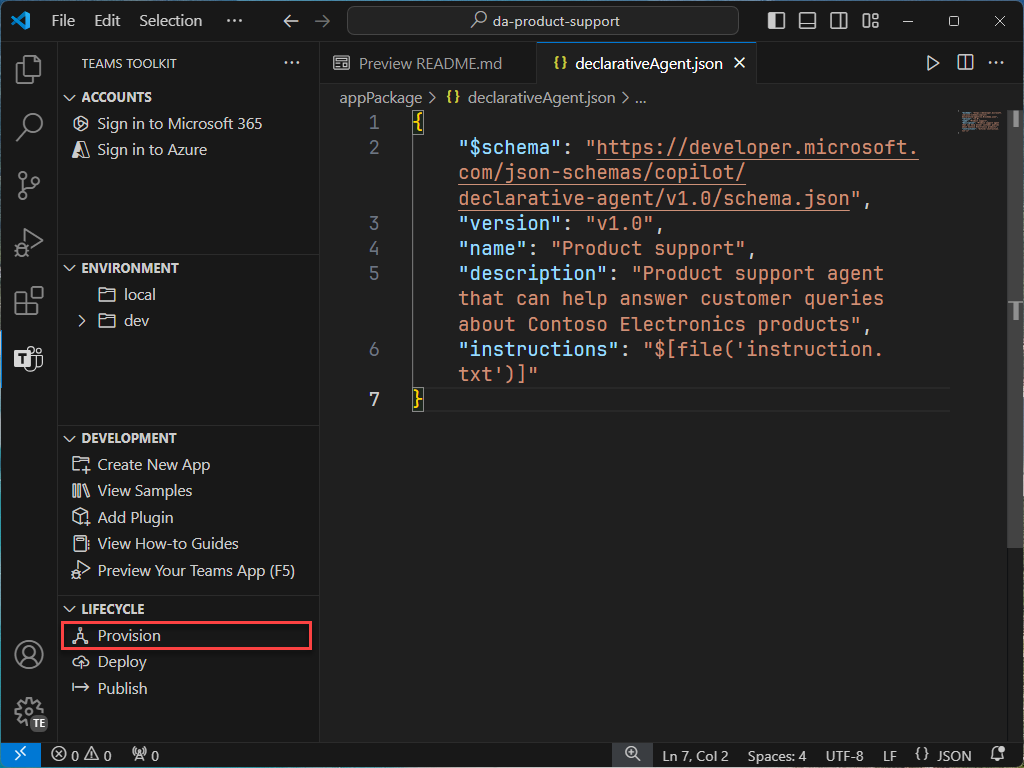 File Edit Selection ··· da-product-support
TEAMS TOOLKIT ···
Preview README.md
{} declarativeAgent.json
appPackage > {} declarativeAgent.json > ...
ACCOUNTS
Sign in to Microsoft 365
Sign in to Azure
ENVIRONMENT
local
dev
DEVELOPMENT
Create New App
View Samples
Add Plugin
View How-to Guides
Preview Your Teams App (F5)
LIFECYCLE
Provision
Deploy
Publish
1 {
2 "$schema": "https://developer.microsoft.
com/json-schemas/copilot/
declarative-agent/v1.0/schema.json",
3 "version": "v1.0",
4 "name": "Product support",
5 "description": "Product support agent
that can help answer customer queries
about Contoso Electronics products",
6 "instructions": "$[file('instruction.
txt')]"
7 }
TE
0 0 0 Ln 7, Col 2 Spaces: 4 UTF-8 LF {} JSON